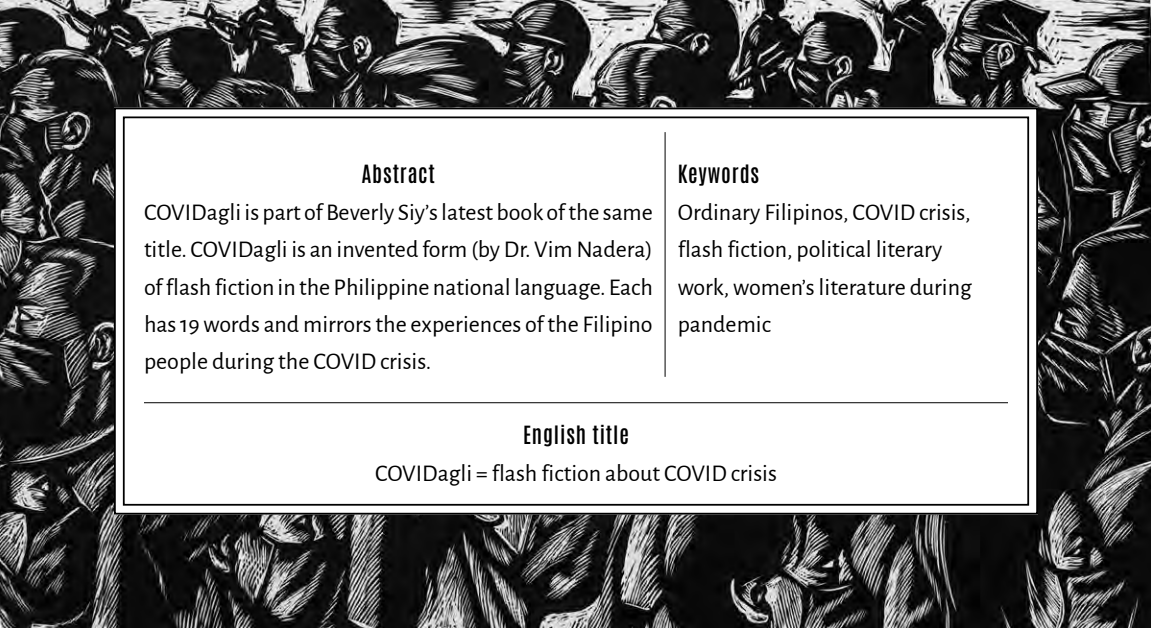 Abstract
COVIDagli is part of Beverly Siy’s latest book of the same
title. COVIDagli is an invented form (by Dr. Vim Nadera)
of flash fiction in the Philippine national language. Each
has 19 words and mirrors the experiences of the Filipino
people during the COVID crisis.
Keywords
Ordinary Filipinos, COVID crisis,
flash fiction, political literary
work, women’s literature during
pandemic
English title
COVIDagli = flash fiction about COVID crisis